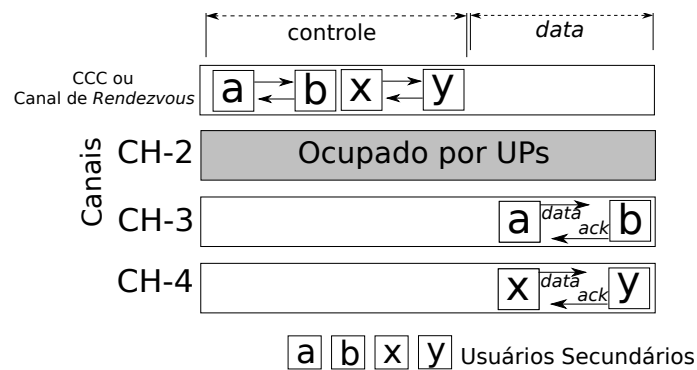 controle data
CCC ou
Canal de Rendezvous
a b x y
Canais
CH-2 Ocupado por UPs
CH-3 a data ack b
CH-4 x data ack y
a b x y Usuários Secundários